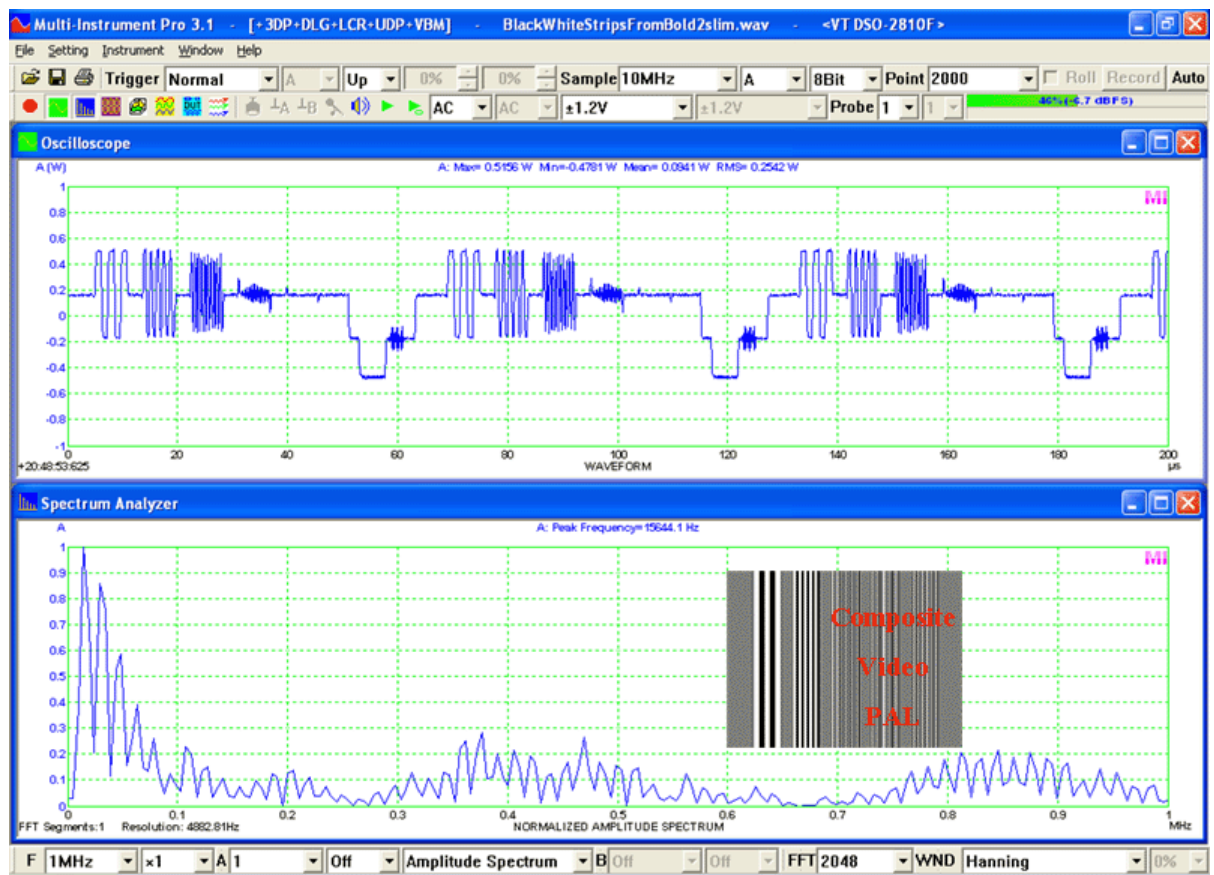 Multi-Instrument Pro 3.1 - [+3DP+DLG+LCR+UDP+VBM] - BlackWhiteStripsFromBold2slim.wav - <VT DSO-2810F>
File Setting Instrument Window Help
Trigger Normal A Up 0% 0% Sample 10MHz A 8Bit Point 2000 Roll Record Auto
DUT A B AC AC ±1.2V ±1.2V Probe 1 1 46%(-6.7 dBFS)
Oscilloscope
A (W) A: Max= 0.5156 W Min=-0.4781 W Mean= 0.0941 W RMS= 0.2542 W
1
MI
0.8
0.6
0.4
0.2
0
-0.2
-0.4
-0.6
-0.8
-1
0 20 40 60 80 100 120 140 160 180 200
+20:48:53:625 WAVEFORM µs
Spectrum Analyzer
A A: Peak Frequency=15644.1 Hz
1
MI
0.9
0.8
0.7
0.6
0.5
0.4
0.3
0.2
0.1
0
Composite
Video
PAL
0 0.1 0.2 0.3 0.4 0.5 0.6 0.7 0.8 0.9 1
FFT Segments:1 Resolution: 4882.81Hz NORMALIZED AMPLITUDE SPECTRUM MHz
F 1MHz ×1 A 1 Off Amplitude Spectrum B Off Off FFT 2048 WND Hanning 0%